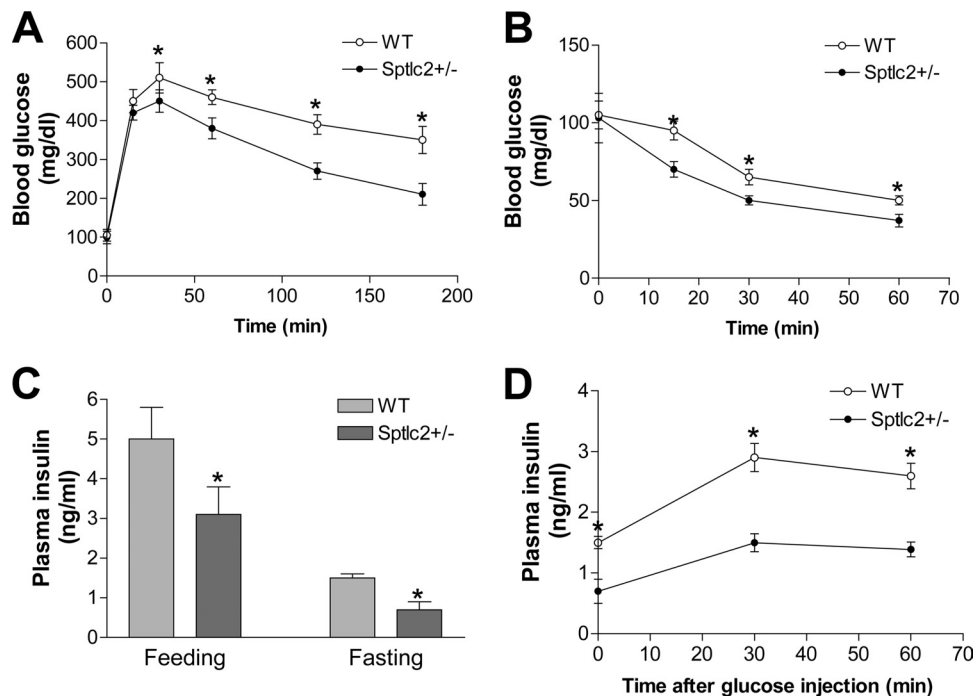 A
Blood glucose
(mg/dl)
600
500
400
300
200
100
0
* * * *
WT
Sptlc2+/-
0 50 100 150 200
Time (min)
B
Blood glucose
(mg/dl)
150
100
50
0
* * *
WT
Sptlc2+/-
0 10 20 30 40 50 60 70
Time (min)
C
Plasma insulin
(ng/ml)
6
5
4
3
2
1
0
WT
Sptlc2+/-
* *
Feeding Fasting
D
Plasma insulin
(ng/ml)
4
3
2
1
0
WT
Sptlc2+/-
* * *
0 10 20 30 40 50 60 70
Time after glucose injection (min)